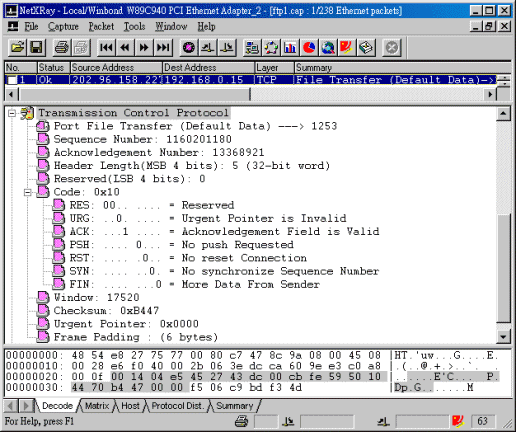 NetXRay - Local/Winbond W89C940 PCI Ethernet Adapter_2 - [ftp1.cap : 1/238 Ethernet packets]
File Capture Packet Tools Window Help
No. Status Source Address Dest Address Layer Summary
1 Ok 202.96.158.227 192.168.0.15 TCP File Transfer (Default Data)->
Transmission Control Protocol
Port File Transfer (Default Data) ---> 1253
Sequence Number: 1160201180
Acknowledgement Number: 13368921
Header Length(MSB 4 bits): 5 (32-bit word)
Reserved(LSB 4 bits): 0
Code: 0x10
RES: 00.. .... = Reserved
URG: ..0. .... = Urgent Pointer is Invalid
ACK: ...1 .... = Acknowledgement Field is Valid
PSH: .... 0... = No push Requested
RST: .... .0.. = No reset Connection
SYN: .... ..0. = No synchronize Sequence Number
FIN: .... ...0 = More Data From Sender
Window: 17520
Checksum: 0xB447
Urgent Pointer: 0x0000
Frame Padding : (6 bytes)
00000000: 48 54 e8 27 75 77 00 80 c7 47 8c 9a 08 00 45 08 HT.'uw...G....E.
00000010: 00 28 e6 f0 40 00 2b 06 3e dc ca 60 9e e3 c0 a8 .(..@.+.>..`....
00000020: 00 0f 00 14 04 e5 45 27 43 dc 00 cb fe 59 50 10 ......E'C....YP.
00000030: 44 70 b4 47 00 00 f5 06 c9 bd f3 4d Dp.G.......M
Decode Matrix Host Protocol Dist. Summary
For Help, press F1 63